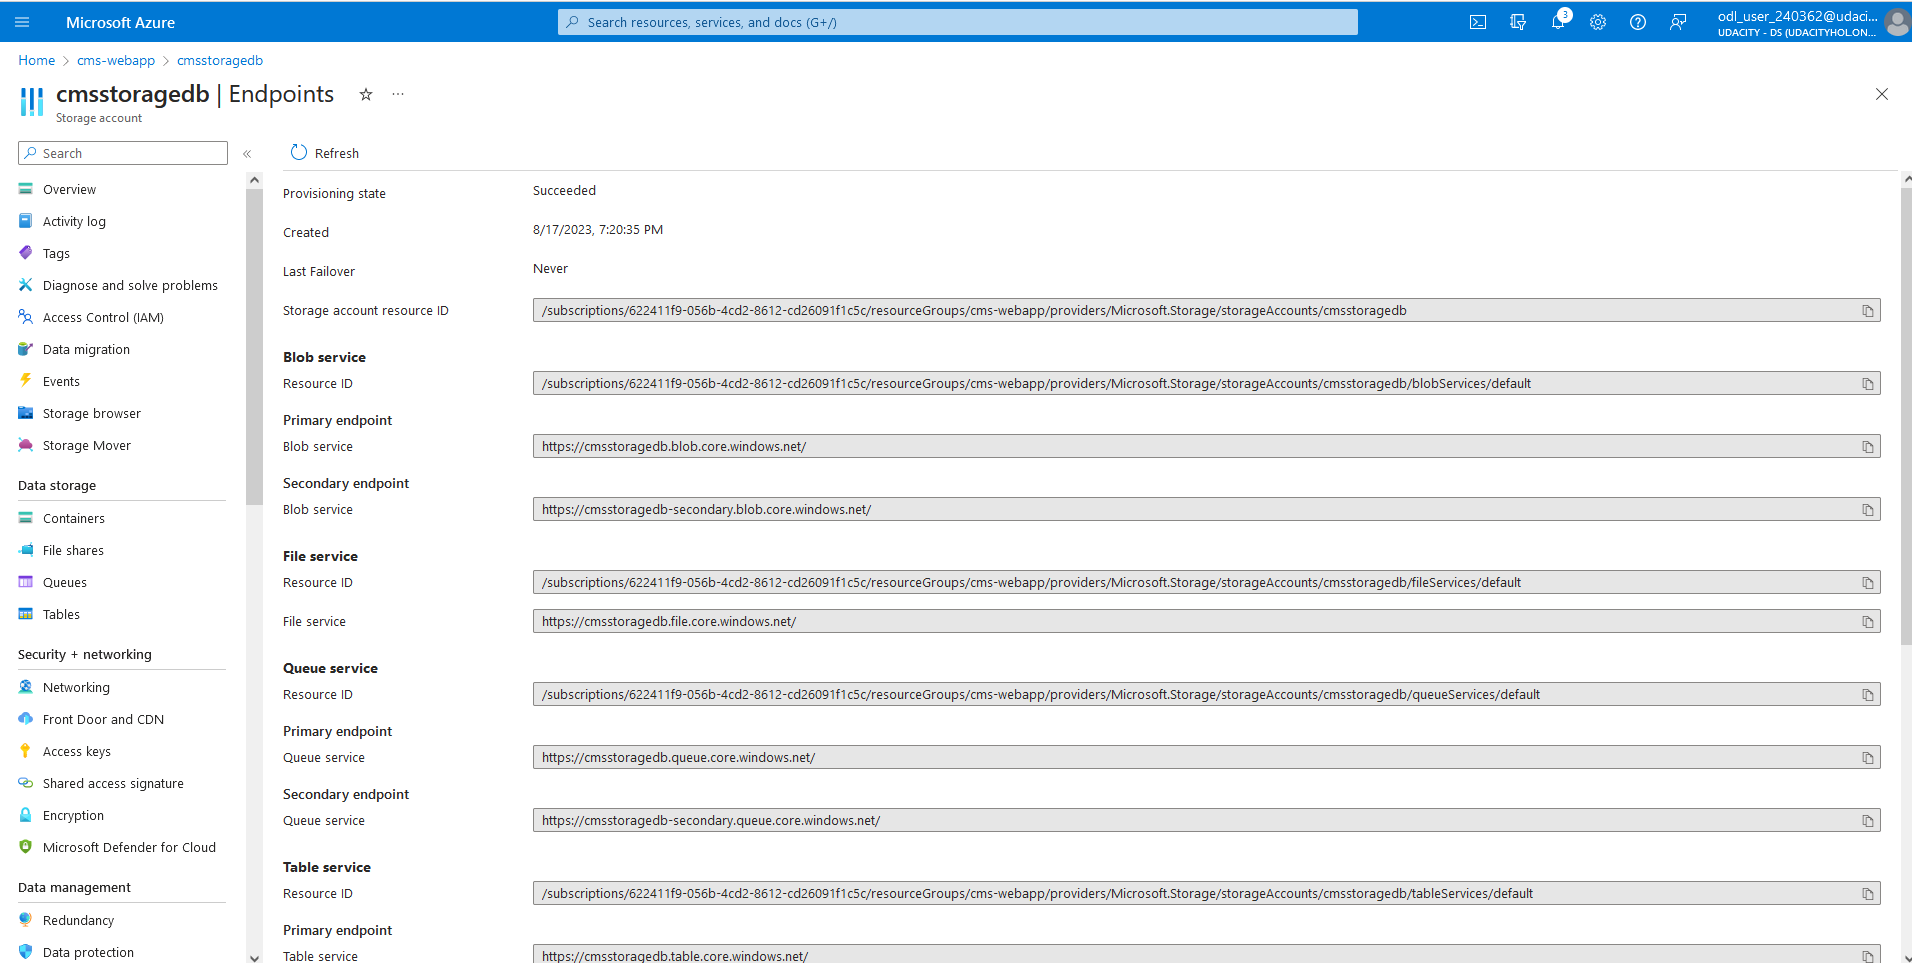 Microsoft Azure
Search resources, services, and docs (G+/)
3
odl_user_240362@udaci...
UDACITY - DS (UDACITYHOL.ON...
Home > cms-webapp > cmsstoragedb
cmsstoragedb | Endpoints
Storage account
Search
Refresh
Overview
Activity log
Tags
Diagnose and solve problems
Access Control (IAM)
Data migration
Events
Storage browser
Storage Mover
Data storage
Containers
File shares
Queues
Tables
Security + networking
Networking
Front Door and CDN
Access keys
Shared access signature
Encryption
Microsoft Defender for Cloud
Data management
Redundancy
Data protection
Provisioning state Succeeded
Created 8/17/2023, 7:20:35 PM
Last Failover Never
Storage account resource ID /subscriptions/622411f9-056b-4cd2-8612-cd26091f1c5c/resourceGroups/cms-webapp/providers/Microsoft.Storage/storageAccounts/cmsstoragedb
Blob service
Resource ID /subscriptions/622411f9-056b-4cd2-8612-cd26091f1c5c/resourceGroups/cms-webapp/providers/Microsoft.Storage/storageAccounts/cmsstoragedb/blobServices/default
Primary endpoint
Blob service https://cmsstoragedb.blob.core.windows.net/
Secondary endpoint
Blob service https://cmsstoragedb-secondary.blob.core.windows.net/
File service
Resource ID /subscriptions/622411f9-056b-4cd2-8612-cd26091f1c5c/resourceGroups/cms-webapp/providers/Microsoft.Storage/storageAccounts/cmsstoragedb/fileServices/default
File service https://cmsstoragedb.file.core.windows.net/
Queue service
Resource ID /subscriptions/622411f9-056b-4cd2-8612-cd26091f1c5c/resourceGroups/cms-webapp/providers/Microsoft.Storage/storageAccounts/cmsstoragedb/queueServices/default
Primary endpoint
Queue service https://cmsstoragedb.queue.core.windows.net/
Secondary endpoint
Queue service https://cmsstoragedb-secondary.queue.core.windows.net/
Table service
Resource ID /subscriptions/622411f9-056b-4cd2-8612-cd26091f1c5c/resourceGroups/cms-webapp/providers/Microsoft.Storage/storageAccounts/cmsstoragedb/tableServices/default
Primary endpoint
Table service https://cmsstoragedb.table.core.windows.net/